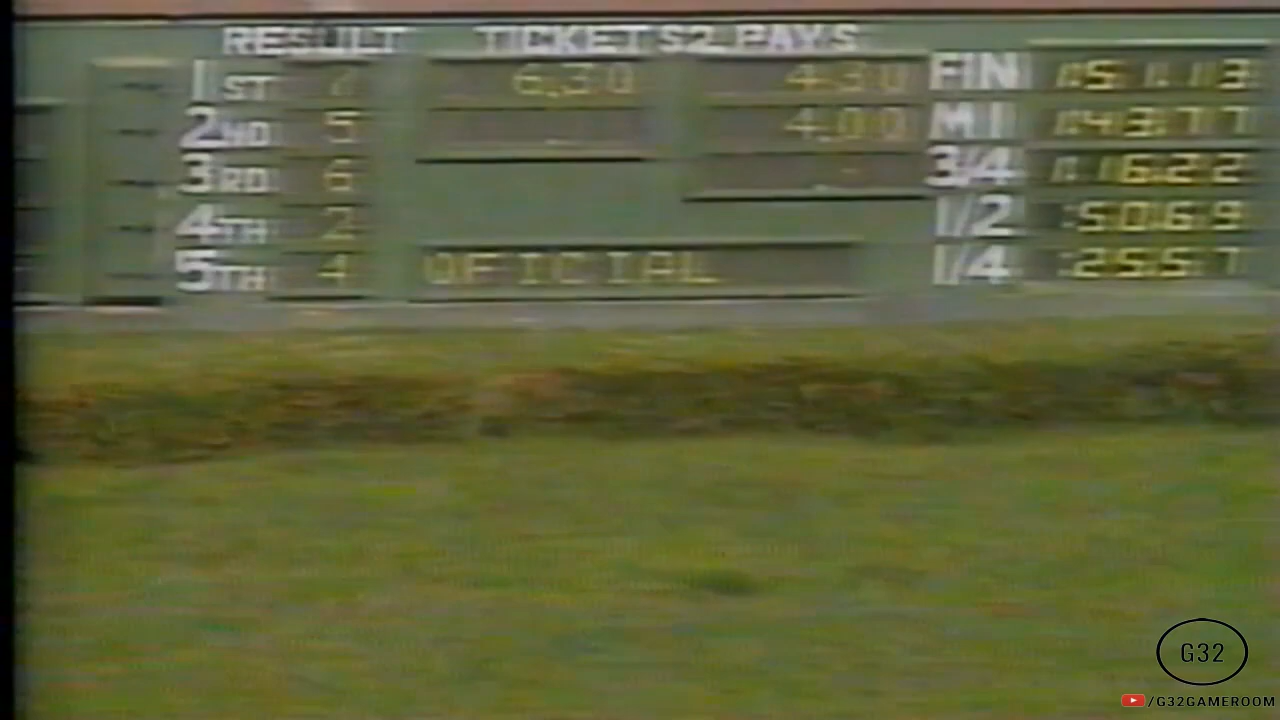 RESULT TICKETS $2 PAYS
1ST 7 6.30 4.30 FIN 1:51.13
2ND 5 4.00 MI 1:43.77
3RD 6 3/4 1:16.22
4TH 2 1/2 :50.69
5TH 4 OFICIAL 1/4 :25.57
G32
/G32GAMEROOM